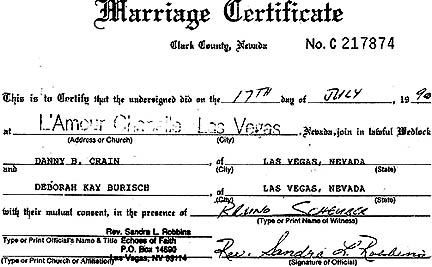 Marriage Certificate
Clark County, Nevada No. C 217874
This is to Certify that the undersigned did on the 17TH day of JULY, 1990
at L'Amour Chapelle Las Vegas, Nevada, join in lawful Wedlock
(Address or Church) (City)
DANNY B. CRAIN, of LAS VEGAS, NEVADA
and (City) (State)
DEBORAH KAY BURISCH, of LAS VEGAS, NEVADA
(City) (State)
with their mutual consent, in the presence of
(Type or Print Name of Witness)
Rev. Sandra L. Robbins
Type or Print Official's Name & Title Echoes of Faith
P.O. Box 14690 Rev. Sandra L. Robbins
(Type or Print Church or Affiliation) Las Vegas, NV 89114 (Signature of Official)